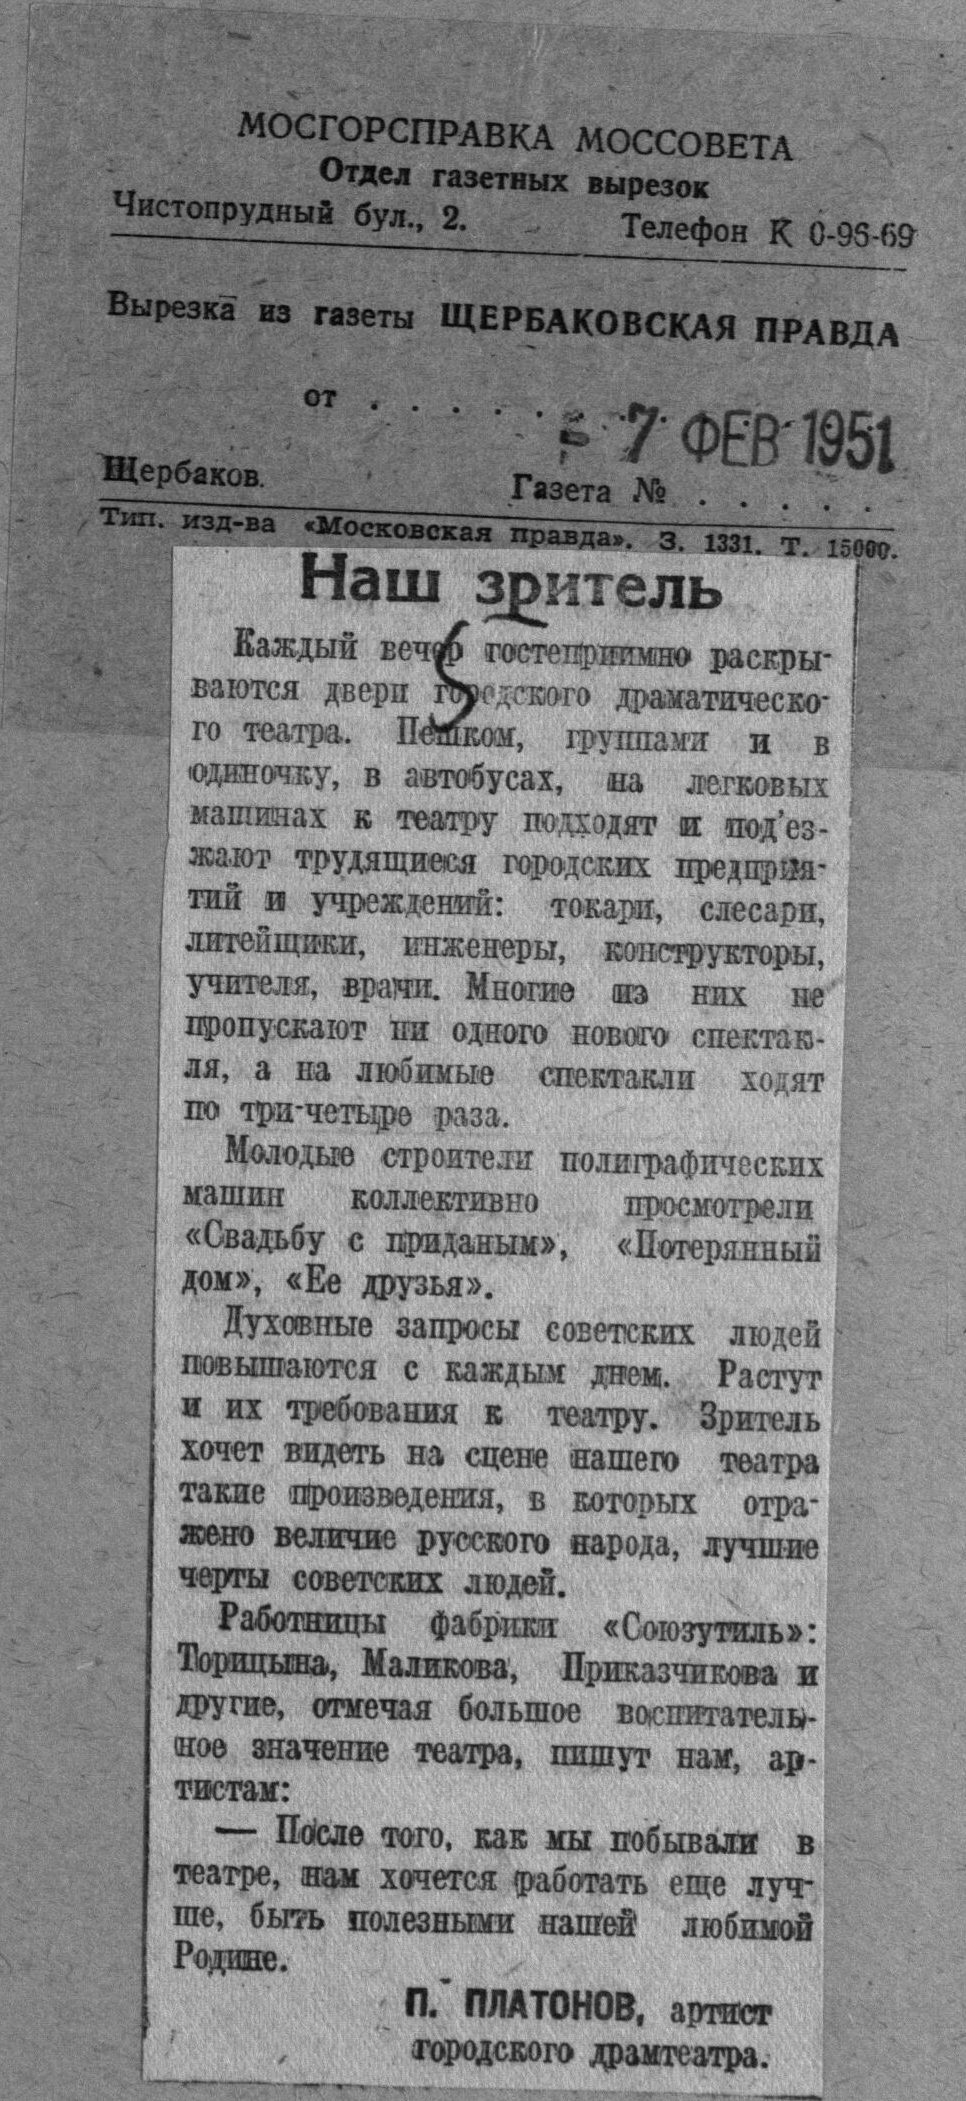 МОСГОРСПРАВКА МОССОВЕТА
Отдел газетных вырезок
Чистопрудный бул., 2. Телефон К 0-96-69
Вырезка из газеты ЩЕРБАКОВСКАЯ ПРАВДА
от . . . . . - 7 ФЕВ 1951
Щербаков. Газета № . . . . .
Тип. изд-ва «Московская правда». З. 1331. Т. 15000.
Наш зритель
Каждый вечер гостеприимно раскры-
ваются двери городского драматическо-
го театра. Пешком, группами и в
одиночку, в автобусах, на легковых
машинах к театру подходят и под'ез-
жают трудящиеся городских предприя-
тий и учреждений: токари, слесари,
литейщики, инженеры, конструкторы,
учителя, врачи. Многие из них не
пропускают ни одного нового спектак-
ля, а на любимые спектакли ходят
по три-четыре раза.
Молодые строители полиграфических
машин коллективно просмотрели
«Свадьбу с приданым», «Потерянный
дом», «Ее друзья».
Духовные запросы советских людей
повышаются с каждым днем. Растут
и их требования к театру. Зритель
хочет видеть на сцене нашего театра
такие произведения, в которых отра-
жено величие русского народа, лучшие
черты советских людей.
Работницы фабрики «Союзутиль»:
Торицына, Маликова, Приказчикова и
другие, отмечая большое воспитатель-
ное значение театра, пишут нам, ар-
тистам:
— После того, как мы побывали в
театре, нам хочется работать еще луч-
ше, быть полезными нашей любимой
Родине.
П. ПЛАТОНОВ, артист
городского драмтеатра.